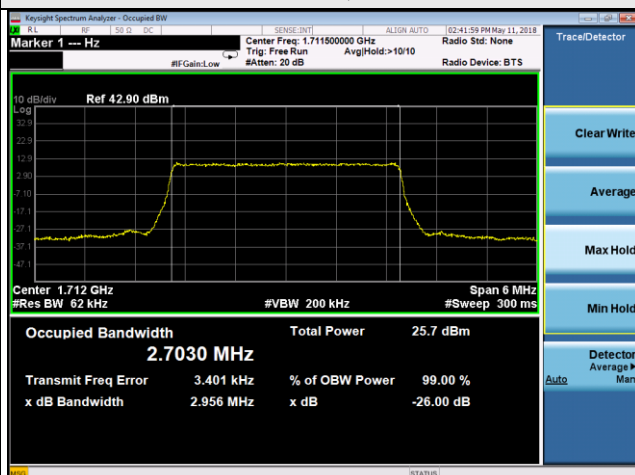 Keysight Spectrum Analyzer - Occupied BW
RL RF 50 Ω DC SENSE:INT ALIGN AUTO 02:41:59 PM May 11, 2018
Marker 1 --- Hz
Center Freq: 1.711500000 GHz
Radio Std: None
Trig: Free Run Avg|Hold:>10/10
#IFGain:Low
#Atten: 20 dB
Radio Device: BTS
Trace/Detector
10 dB/div Ref 42.90 dBm
Log
32.9
22.9
12.9
2.90
-7.10
-17.1
-27.1
-37.1
-47.1
Clear Write
Average
Max Hold
Min Hold
Detector
Average
Auto Man
Center 1.712 GHz Span 6 MHz
#Res BW 62 kHz #VBW 200 kHz #Sweep 300 ms
Occupied Bandwidth Total Power 25.7 dBm
2.7030 MHz
Transmit Freq Error 3.401 kHz % of OBW Power 99.00 %
x dB Bandwidth 2.956 MHz x dB -26.00 dB
MSG STATUS